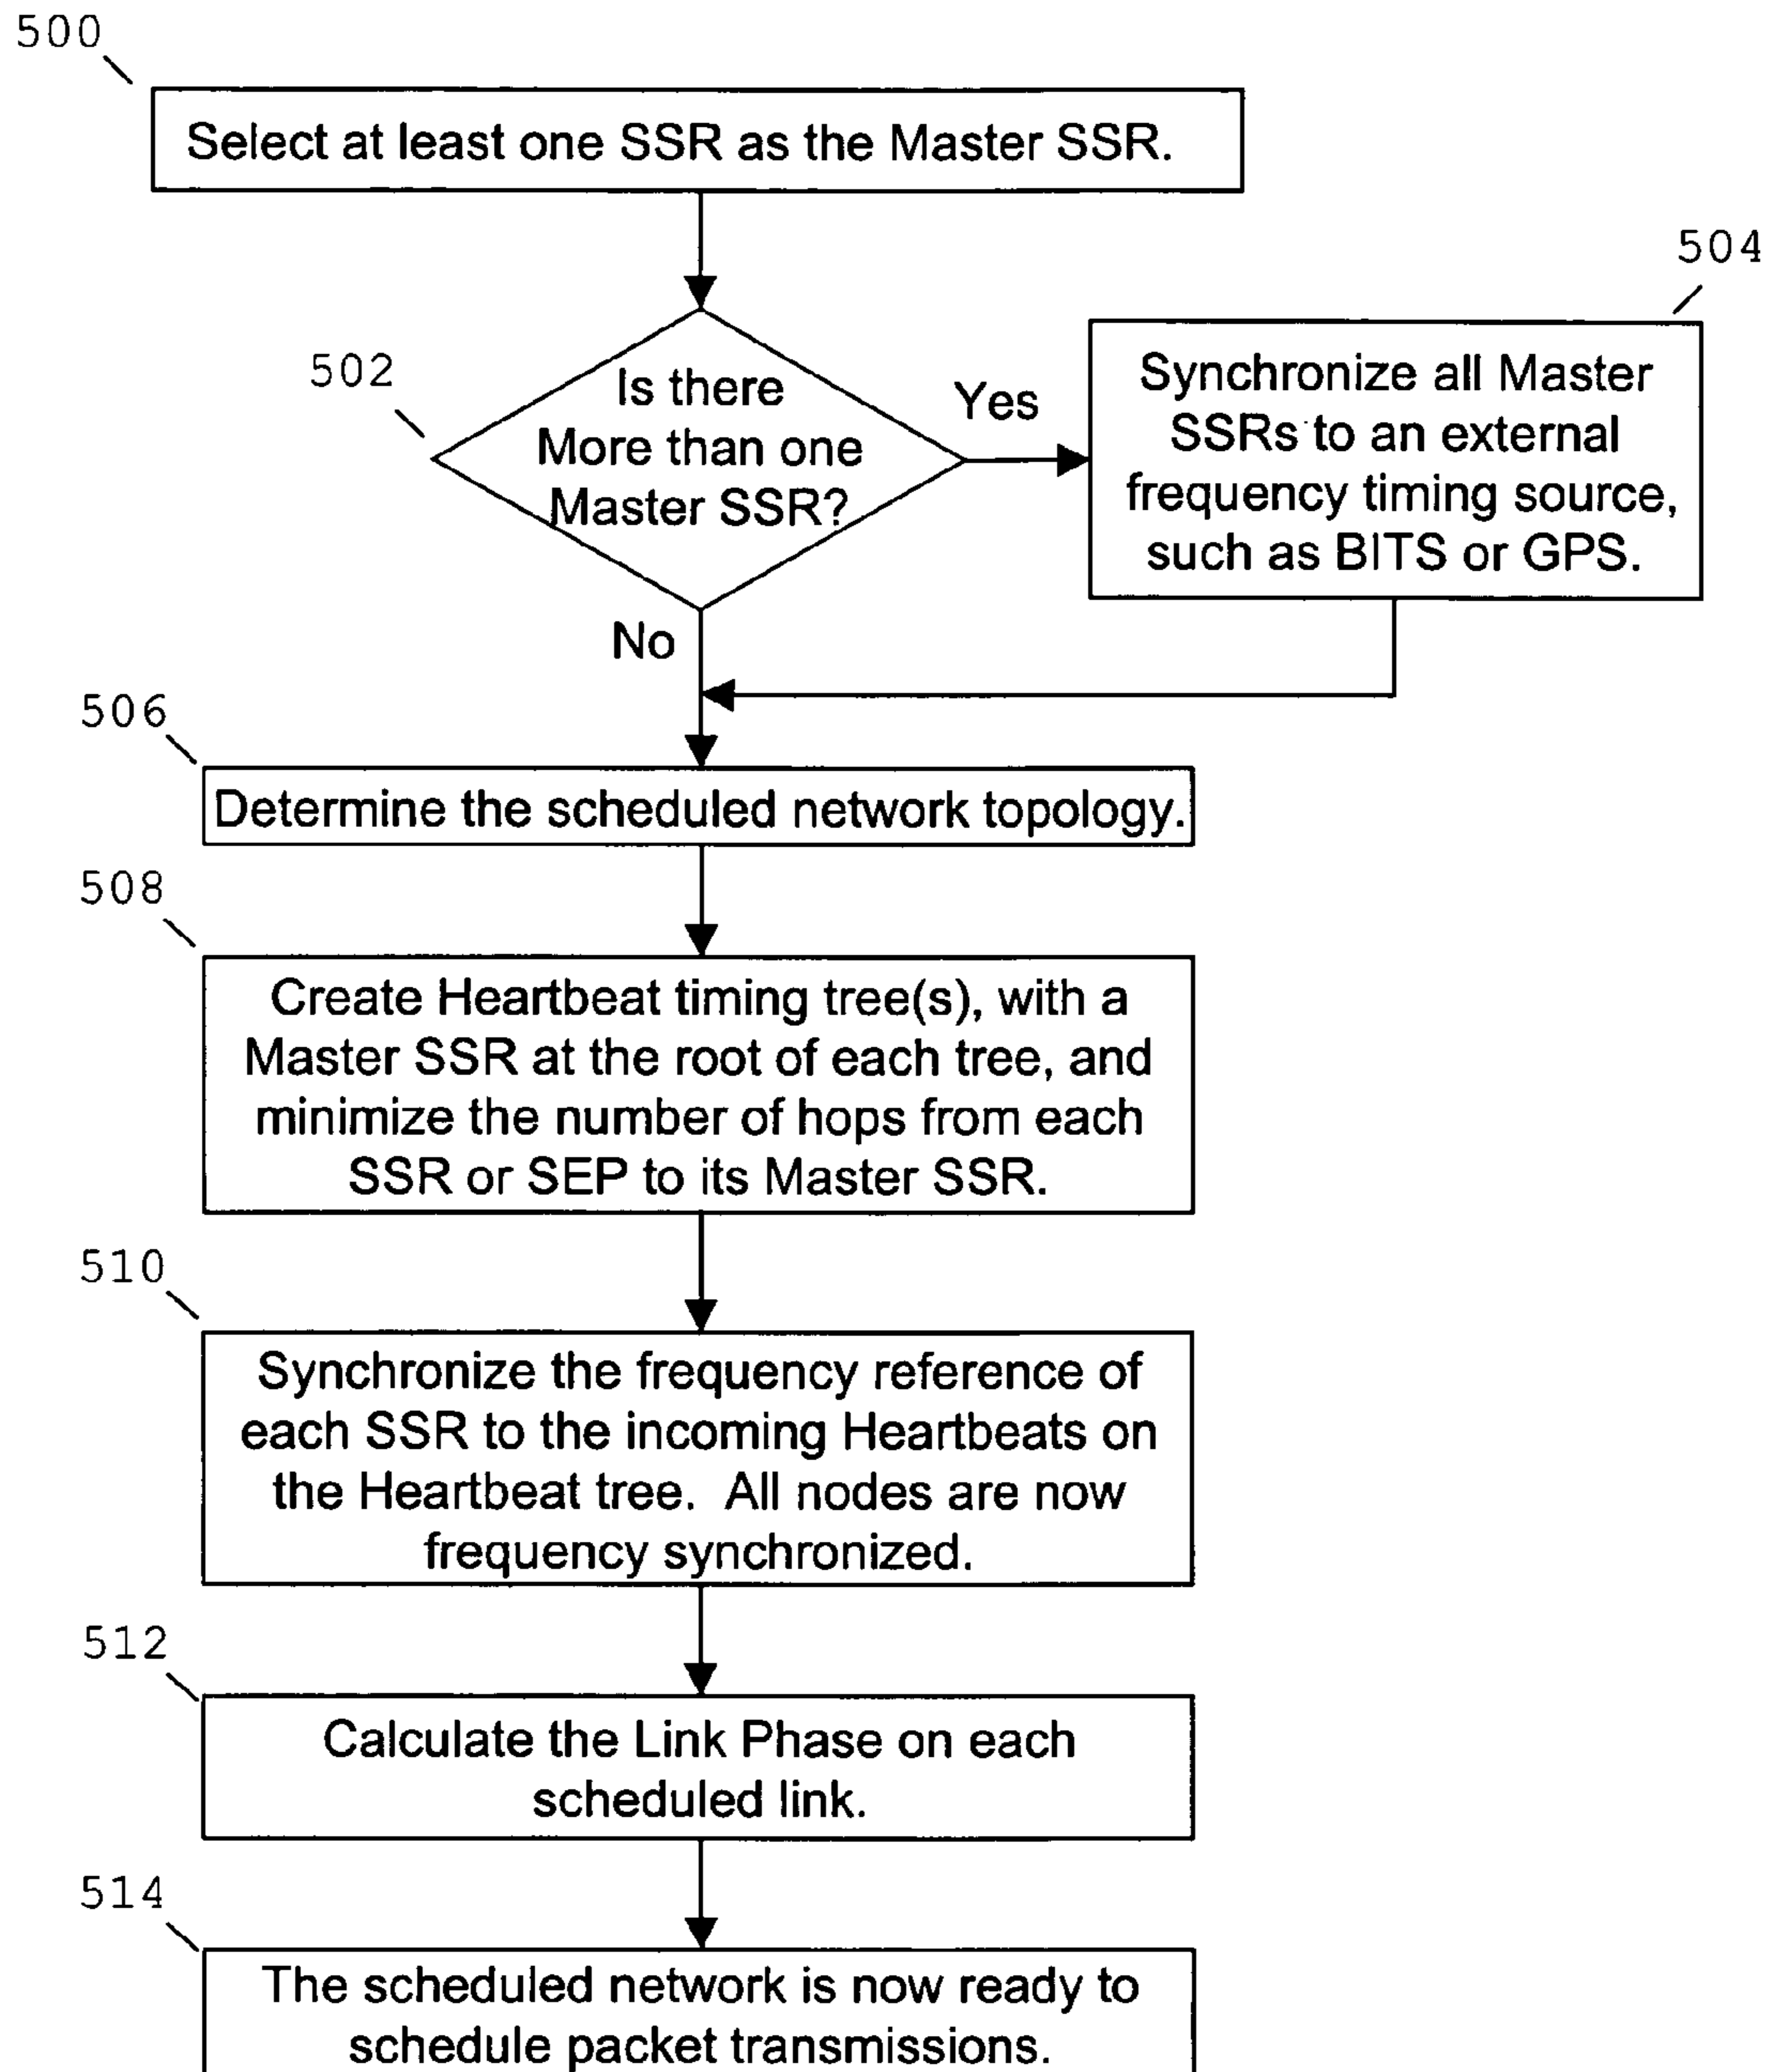 500
Select at least one SSR as the Master SSR.
504
502
Is there
More than one
Master SSR?
Yes
Synchronize all Master
SSRs to an external
frequency timing source,
such as BITS or GPS.
No
506
Determine the scheduled network topology.
508
Create Heartbeat timing tree(s), with a
Master SSR at the root of each tree, and
minimize the number of hops from each
SSR or SEP to its Master SSR.
510
Synchronize the frequency reference of
each SSR to the incoming Heartbeats on
the Heartbeat tree.  All nodes are now
frequency synchronized.
512
Calculate the Link Phase on each
scheduled link.
514
The scheduled network is now ready to
schedule packet transmissions.